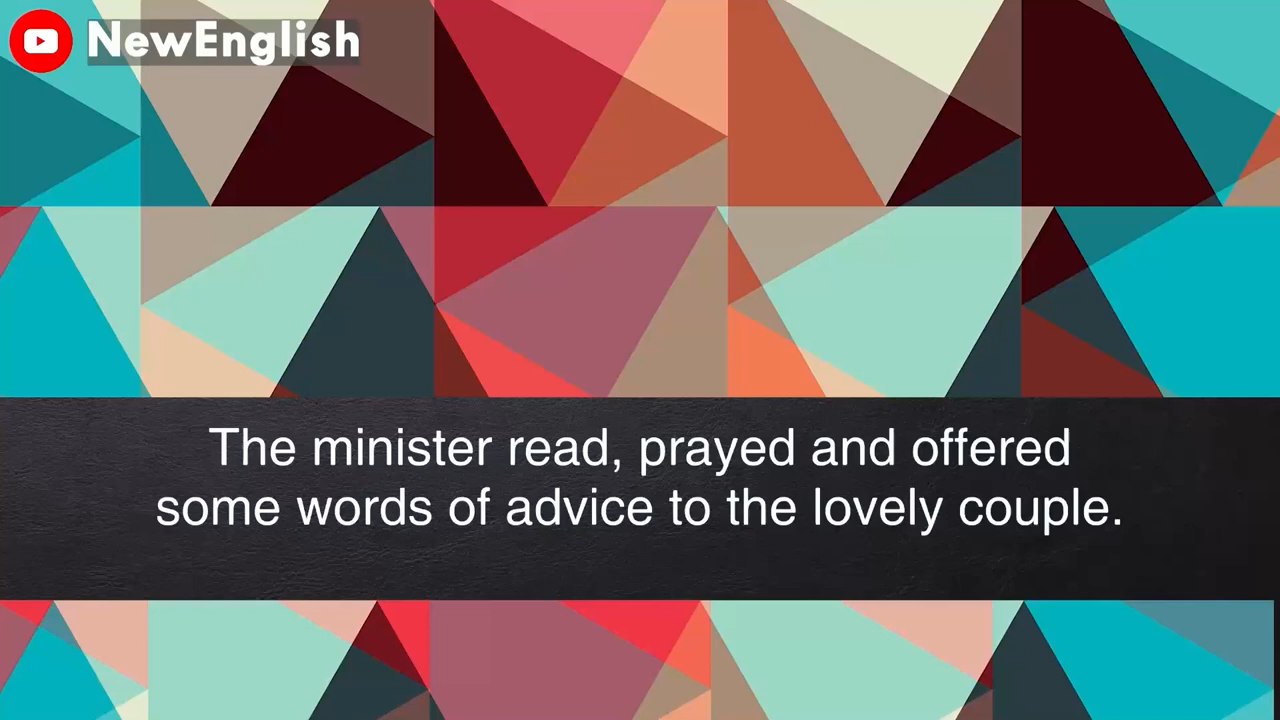 NewEnglish
The minister read, prayed and offered
some words of advice to the lovely couple.